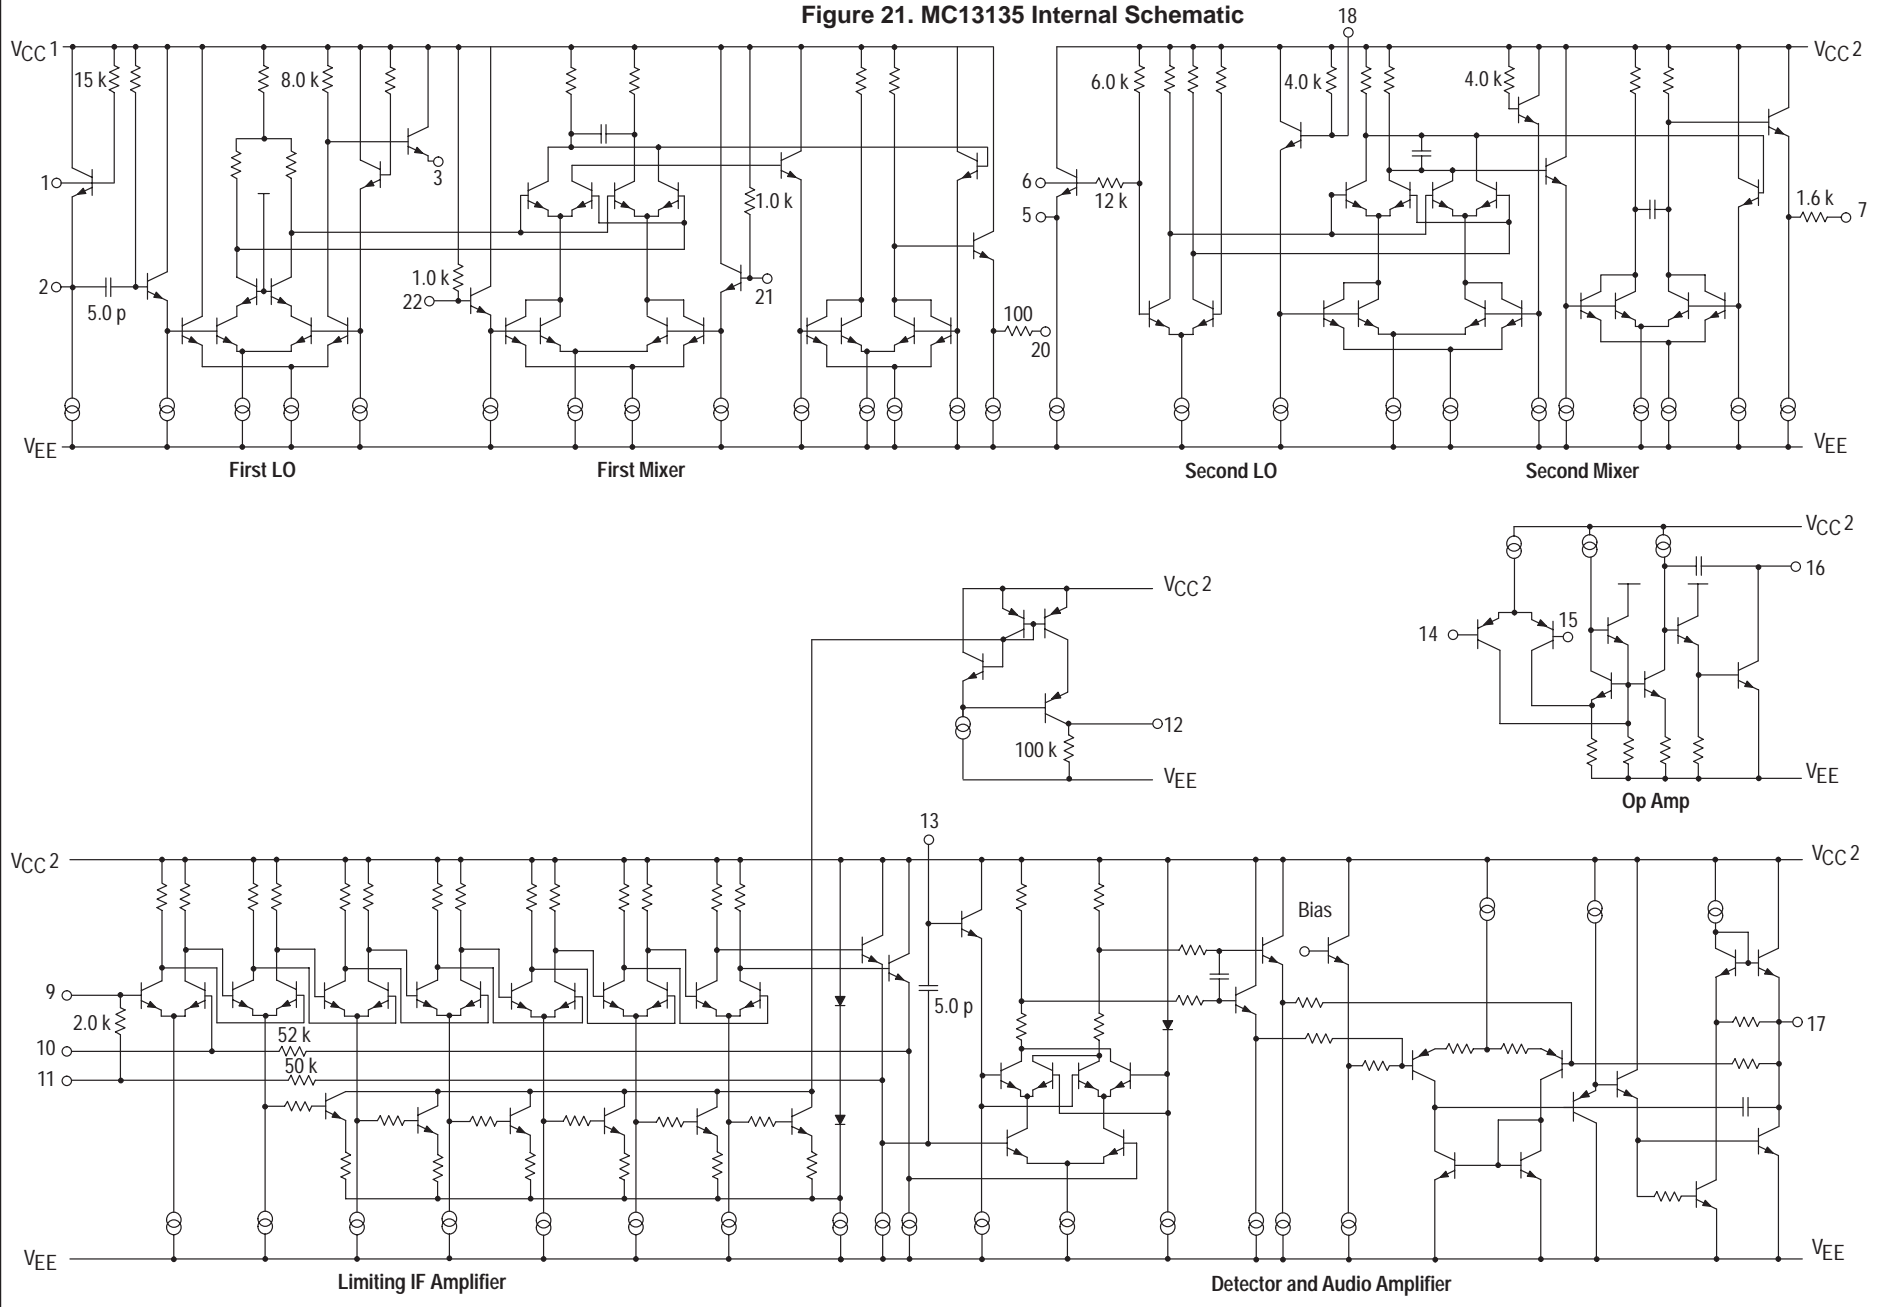 Figure 21. MC13135 Internal Schematic
18
VCC 1
15 k
8.0 k
6.0 k
4.0 k
4.0 k
VCC 2
1
3
1.0 k
6
12 k
5
1.6 k
7
2
5.0 p
1.0 k
22
21
100
20
VEE
VEE
First LO
First Mixer
Second LO
Second Mixer
VCC 2
16
VCC 2
14
15
12
100 k
VEE
VEE
Op Amp
13
VCC 2
VCC 2
Bias
9
2.0 k
5.0 p
10
52 k
17
11
50 k
VEE
VEE
Limiting IF Amplifier
Detector and Audio Amplifier